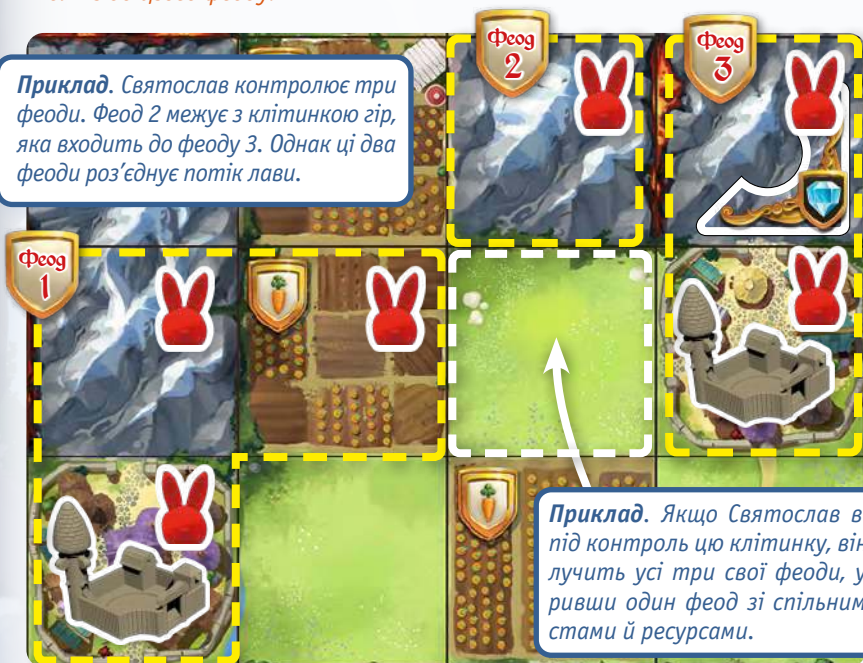 цього феоду.
Приклад. Святослав контролює три
феоди. Феод 2 межує з клітинкою гір,
яка входить до феоду 3. Однак ці два
феоди роз’єднує потік лави.
Феод
2
Феод
3
Феод
1
Приклад. Якщо Святослав в
під контроль цю клітинку, він
лучить усі три свої феоди, у
ривши один феод зі спільним
стами й ресурсами.